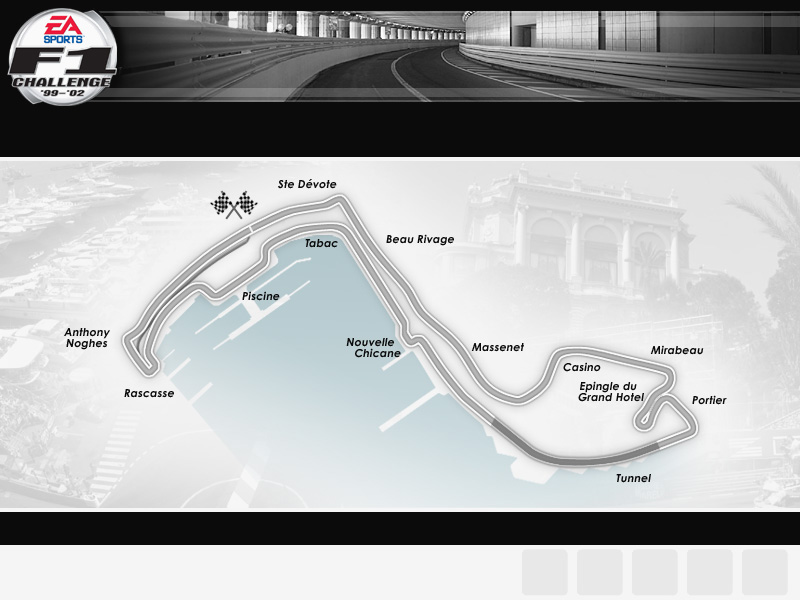 EA
SPORTS
F1
CHALLENGE
'99–'02
Ste Dévote
Beau Rivage
Tabac
Piscine
Anthony
Noghes
Nouvelle
Chicane
Massenet
Mirabeau
Casino
Epingle du
Grand Hotel
Rascasse
Portier
Tunnel